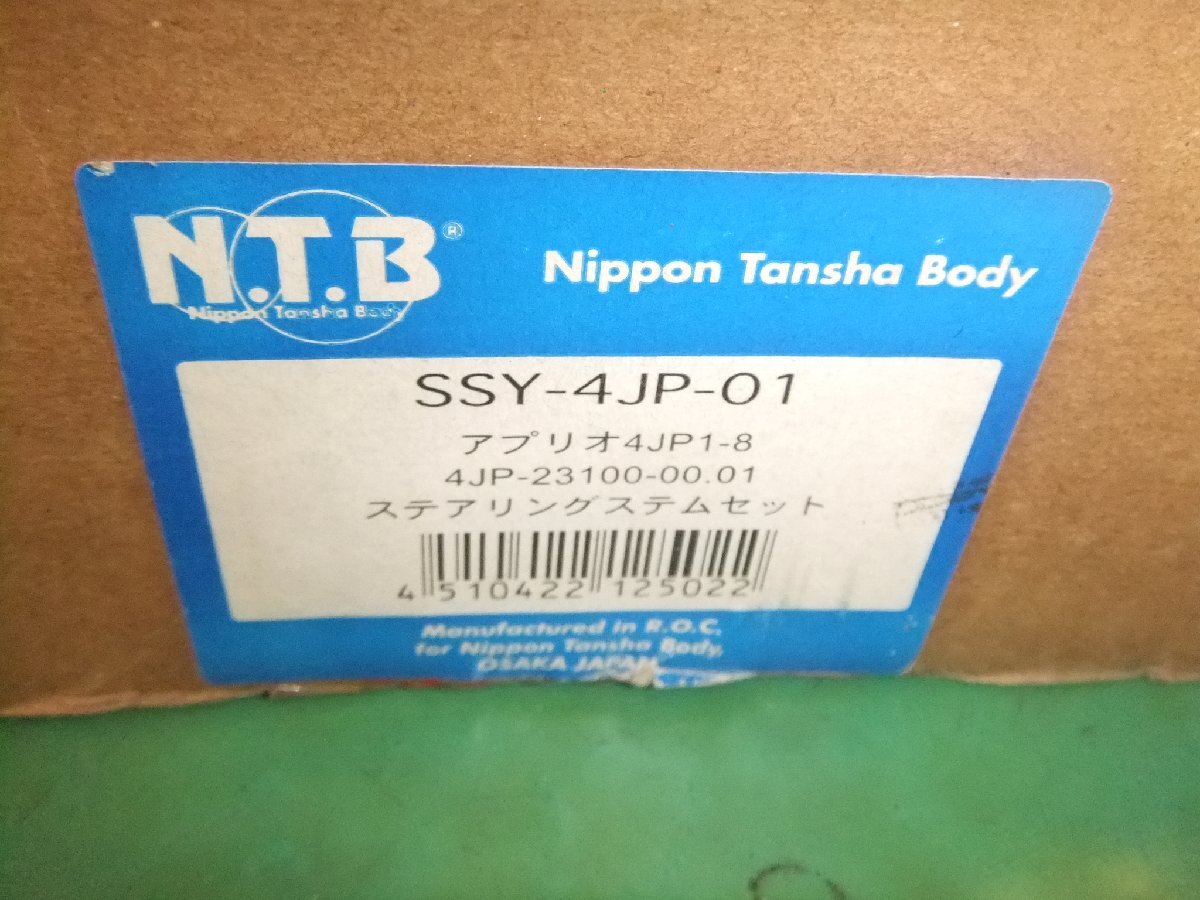 N.T.B®
Nippon Tansha Body
Nippon Tansha Body
SSY-4JP-01
アプリオ4JP1-8
4JP-23100-00.01
ステアリングステムセット
4 510422 125022
Manufactured in R.O.C.
for Nippon Tansha Body,
OSAKA JAPAN.